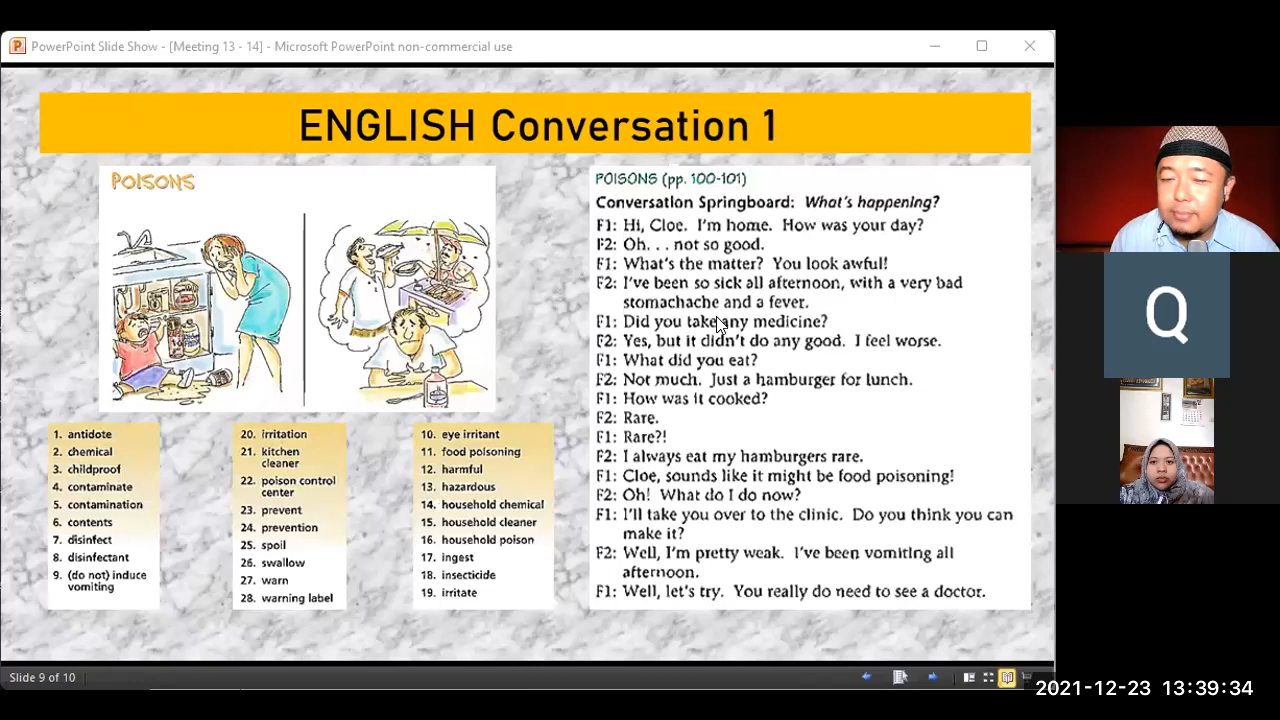 PowerPoint Slide Show - [Meeting 13 - 14] - Microsoft PowerPoint non-commercial use
ENGLISH Conversation 1
POISONS
1. antidote
2. chemical
3. childproof
4. contaminate
5. contamination
6. contents
7. disinfect
8. disinfectant
9. (do not) induce
vomiting
20. irritation
21. kitchen
cleaner
22. poison control
center
23. prevent
24. prevention
25. spoil
26. swallow
27. warn
28. warning label
10. eye irritant
11. food poisoning
12. harmful
13. hazardous
14. household chemical
15. household cleaner
16. household poison
17. ingest
18. insecticide
19. irritate
POISONS (pp. 100-101)
Conversation Springboard: What's happening?
F1: Hi, Cloe. I'm home. How was your day?
F2: Oh. . . not so good.
F1: What's the matter? You look awful!
F2: I've been so sick all afternoon, with a very bad
stomachache and a fever.
F1: Did you take any medicine?
F2: Yes, but it didn't do any good. I feel worse.
F1: What did you eat?
F2: Not much. Just a hamburger for lunch.
F1: How was it cooked?
F2: Rare.
F1: Rare?!
F2: I always eat my hamburgers rare.
F1: Cloe, sounds like it might be food poisoning!
F2: Oh! What do I do now?
F1: I'll take you over to the clinic. Do you think you can
make it?
F2: Well, I'm pretty weak. I've been vomiting all
afternoon.
F1: Well, let's try. You really do need to see a doctor.
Q
Slide 9 of 10
2021-12-23 13:39:34